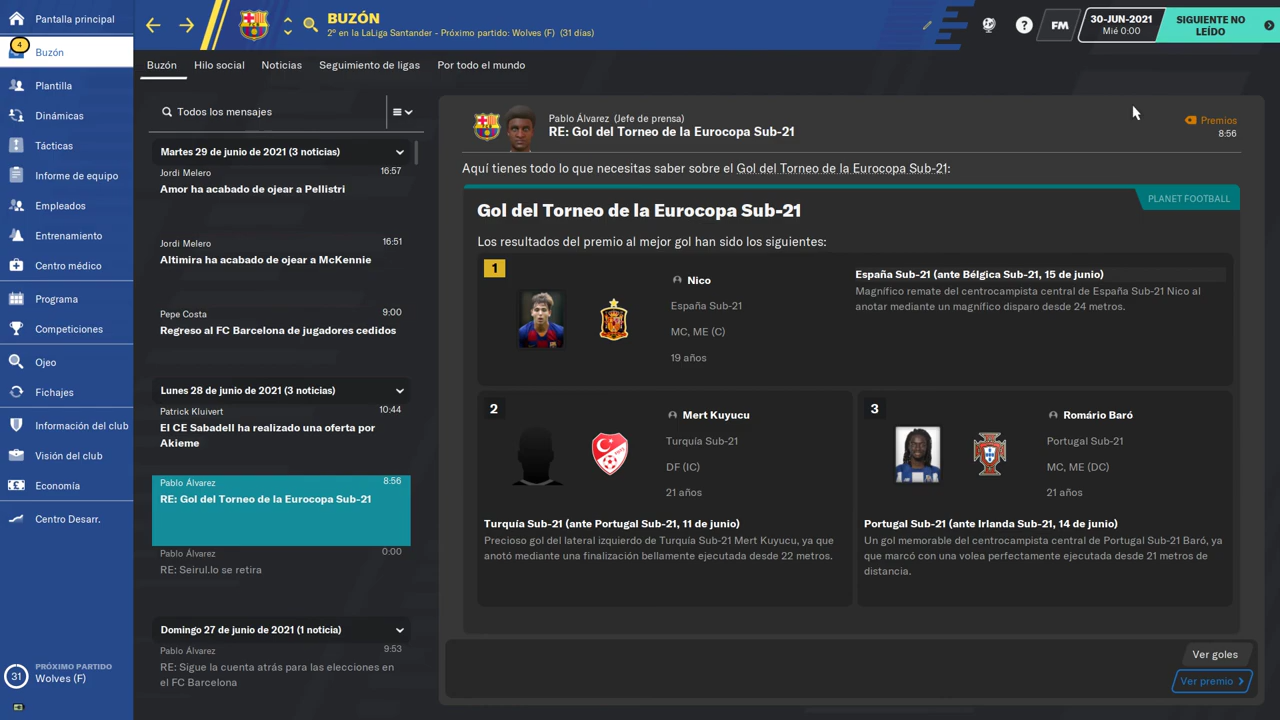 Pantalla principal
4
Buzón
Plantilla
Dinámicas
Tácticas
Informe de equipo
Empleados
Entrenamiento
Centro médico
Programa
Competiciones
Ojeo
Fichajes
Información del club
Visión del club
Economía
Centro Desarr.
31
PRÓXIMO PARTIDO
Wolves (F)
BUZÓN
2º en la LaLiga Santander - Próximo partido: Wolves (F) (31 días)
?
FM
30-JUN-2021
Mié 0:00
SIGUIENTE NO
LEÍDO
Buzón Hilo social Noticias Seguimiento de ligas Por todo el mundo
Todos los mensajes
Martes 29 de junio de 2021 (3 noticias)
Jordi Melero 16:57
Amor ha acabado de ojear a Pellistri
Jordi Melero 16:51
Altimira ha acabado de ojear a McKennie
Pepe Costa 9:00
Regreso al FC Barcelona de jugadores cedidos
Lunes 28 de junio de 2021 (3 noticias)
Patrick Kluivert 10:44
El CE Sabadell ha realizado una oferta por
Akieme
Pablo Álvarez 8:56
RE: Gol del Torneo de la Eurocopa Sub-21
Pablo Álvarez 0:00
RE: Seirul.lo se retira
Domingo 27 de junio de 2021 (1 noticia)
Pablo Álvarez 9:53
RE: Sigue la cuenta atrás para las elecciones en
el FC Barcelona
Pablo Álvarez (Jefe de prensa)
RE: Gol del Torneo de la Eurocopa Sub-21
Premios
8:56
Aquí tienes todo lo que necesitas saber sobre el Gol del Torneo de la Eurocopa Sub-21:
PLANET FOOTBALL
Gol del Torneo de la Eurocopa Sub-21
Los resultados del premio al mejor gol han sido los siguientes:
1
Nico
España Sub-21
MC, ME (C)
19 años
España Sub-21 (ante Bélgica Sub-21, 15 de junio)
Magnífico remate del centrocampista central de España Sub-21 Nico al
anotar mediante un magnífico disparo desde 24 metros.
2
Mert Kuyucu
Turquía Sub-21
DF (IC)
21 años
Turquía Sub-21 (ante Portugal Sub-21, 11 de junio)
Precioso gol del lateral izquierdo de Turquía Sub-21 Mert Kuyucu, ya que
anotó mediante una finalización bellamente ejecutada desde 22 metros.
3
Romário Baró
Portugal Sub-21
MC, ME (DC)
21 años
Portugal Sub-21 (ante Irlanda Sub-21, 14 de junio)
Un gol memorable del centrocampista central de Portugal Sub-21 Baró, ya
que marcó con una volea perfectamente ejecutada desde 21 metros de
distancia.
Ver goles
Ver premio